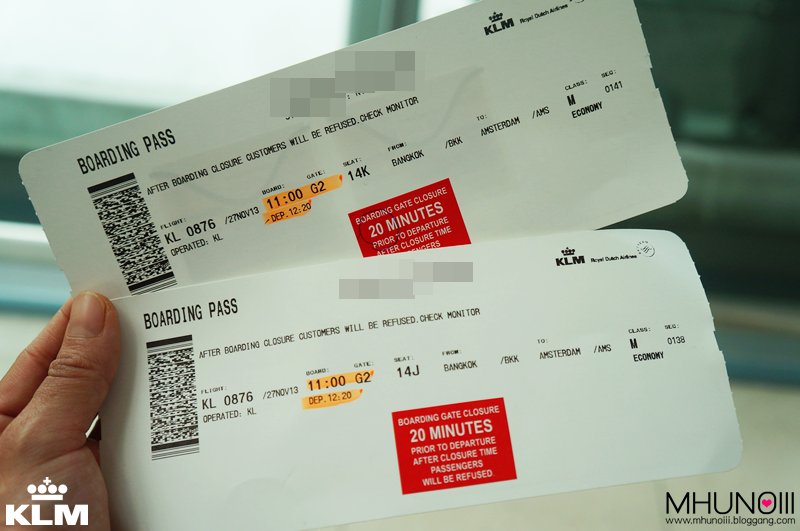 KLM Royal Dutch Airlines
BOARDING PASS
AFTER BOARDING CLOSURE CUSTOMERS WILL BE REFUSED.CHECK MONITOR
FLIGHT: BOARD: GATE: SEAT: FROM: TO: CLASS: SEQ:
KL 0876 /27NOV13 11:00 G2 14K BANGKOK /BKK AMSTERDAM /AMS M 0141
OPERATED: KL DEP.12:20 ECONOMY
BOARDING GATE CLOSURE
20 MINUTES
PRIOR TO DEPARTURE
AFTER CLOSURE TIME
PASSENGERS
KLM Royal Dutch Airlines
BOARDING PASS
AFTER BOARDING CLOSURE CUSTOMERS WILL BE REFUSED.CHECK MONITOR
FLIGHT: BOARD: GATE: SEAT: FROM: TO: CLASS: SEQ:
KL 0876 /27NOV13 11:00 G2 14J BANGKOK /BKK AMSTERDAM /AMS M 0138
OPERATED: KL DEP.12:20 ECONOMY
BOARDING GATE CLOSURE
20 MINUTES
PRIOR TO DEPARTURE
AFTER CLOSURE TIME
PASSENGERS
WILL BE REFUSED
KLM
MHUNOIII
www.mhunoiii.bloggang.com